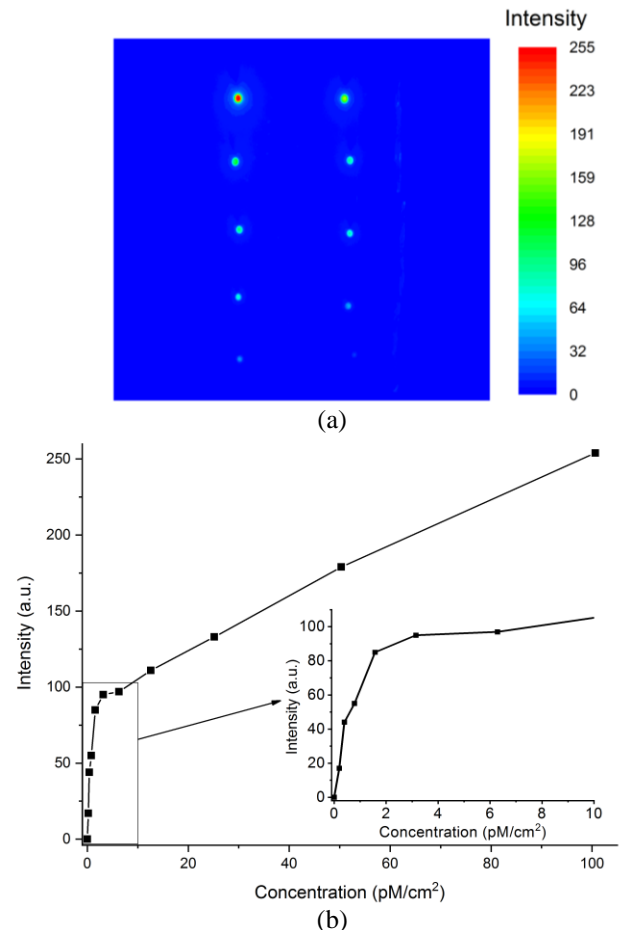 Intensity
255
223
191
159
128
96
64
32
0
(a)
250
200
150
100
50
0
Intensity (a.u.)
0 20 40 60 80 100
Concentration (pM/cm²)
100
80
60
40
20
0
Intensity (a.u.)
0 2 4 6 8 10
Concentration (pM/cm²)
(b)